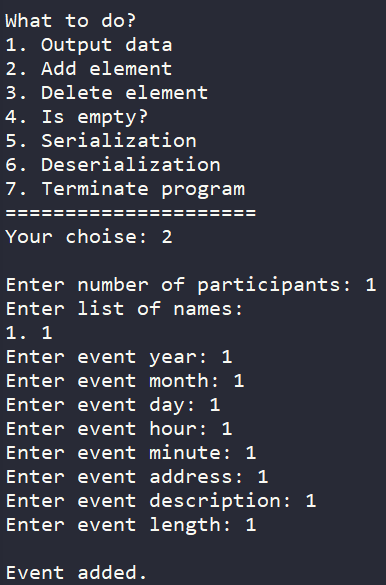 What to do?
1. Output data
2. Add element
3. Delete element
4. Is empty?
5. Serialization
6. Deserialization
7. Terminate program
=====================
Your choise: 2
Enter number of participants: 1
Enter list of names:
1. 1
Enter event year: 1
Enter event month: 1
Enter event day: 1
Enter event hour: 1
Enter event minute: 1
Enter event address: 1
Enter event description: 1
Enter event length: 1
Event added.